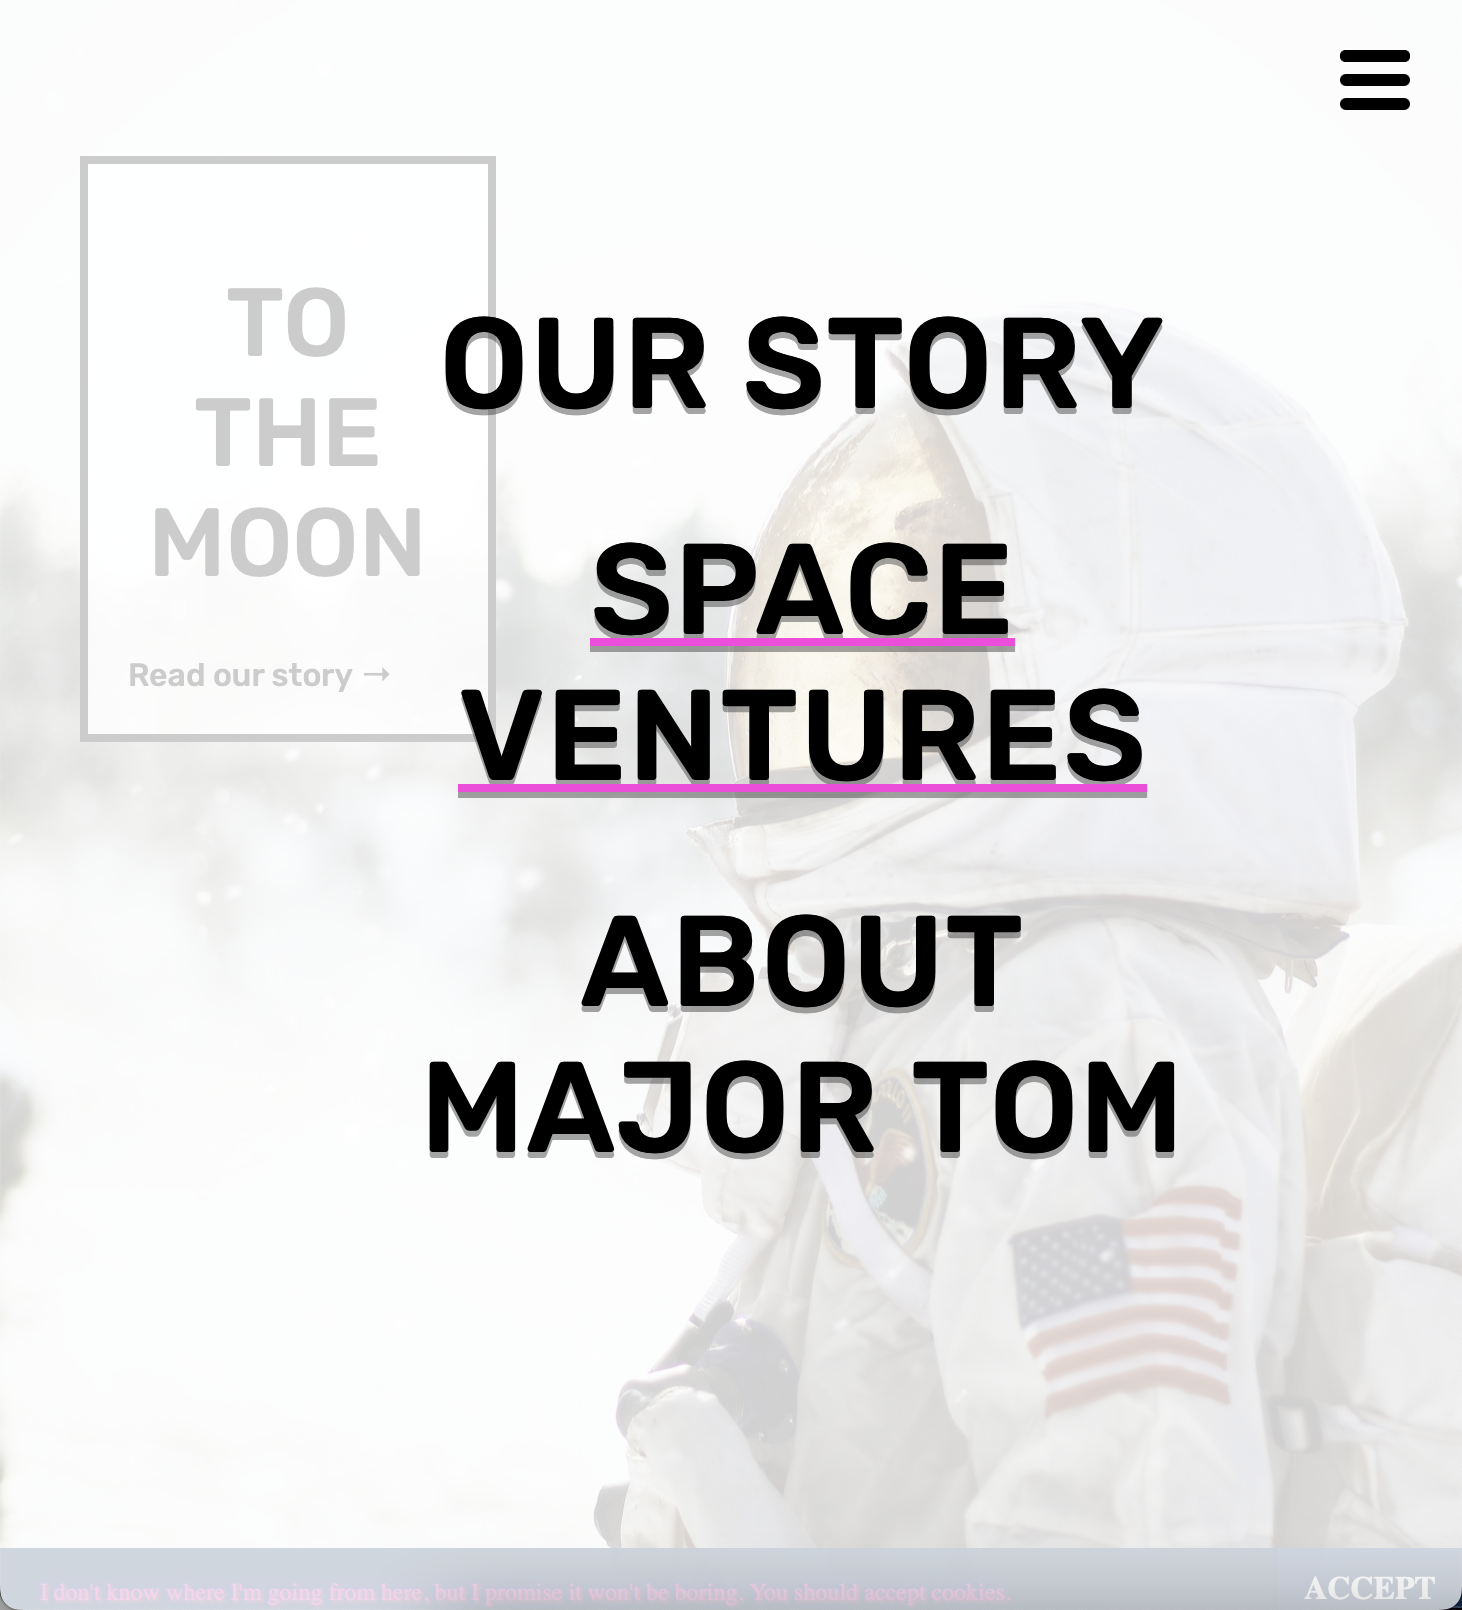 TO
THE
MOON
Read our story →
OUR STORY
SPACE
VENTURES
ABOUT
MAJOR TOM
I don't know where I'm going from here, but I promise it won't be boring. You should accept cookies.
ACCEPT